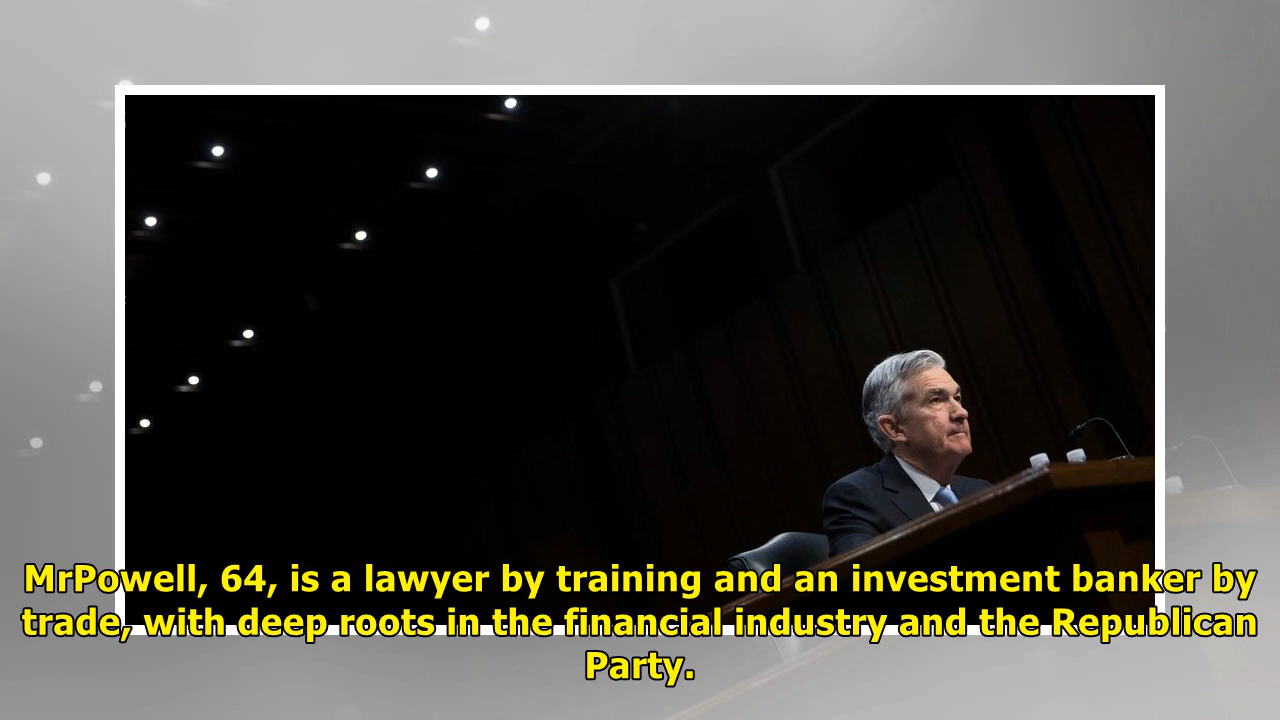 MrPowell, 64, is a lawyer by training and an investment banker by
trade, with deep roots in the financial industry and the Republican
Party.